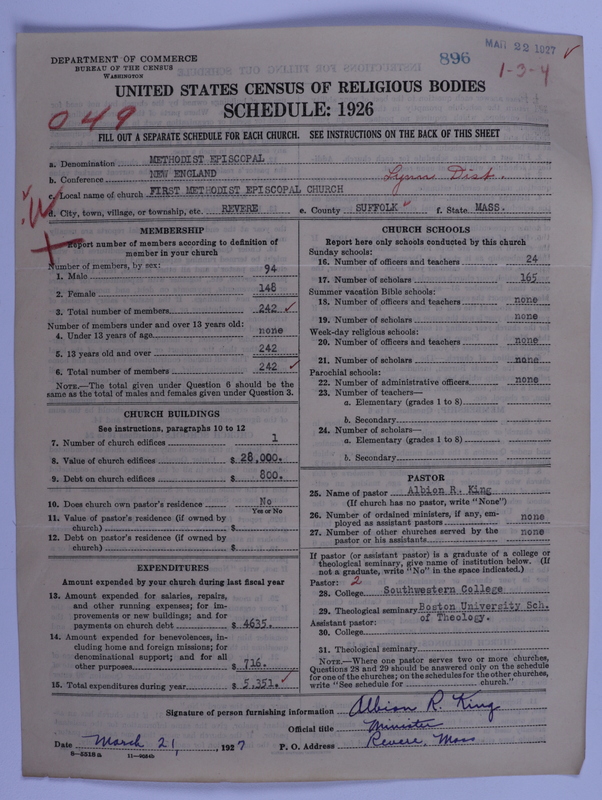 DEPARTMENT OF COMMERCE
BUREAU OF THE CENSUS
WASHINGTON
896
MAR 22 1927
1-3-4
UNITED STATES CENSUS OF RELIGIOUS BODIES
SCHEDULE: 1926
049
FILL OUT A SEPARATE SCHEDULE FOR EACH CHURCH. SEE INSTRUCTIONS ON THE BACK OF THIS SHEET
a. Denomination METHODIST EPISCOPAL
b. Conference NEW ENGLAND
Lynn Dist.
c. Local name of church FIRST METHODIST EPISCOPAL CHURCH
W
d. City, town, village, or township, etc. REVERE e. County SUFFOLK f. State MASS.
MEMBERSHIP
Report number of members according to definition of
member in your church
Number of members, by sex:
1. Male 94
2. Female 148
3. Total number of members 242
Number of members under and over 13 years old:
4. Under 13 years of age none
5. 13 years old and over 242
6. Total number of members 242
NOTE.—The total given under Question 6 should be the
same as the total of males and females given under Question 3.
CHURCH BUILDINGS
See instructions, paragraphs 10 to 12
7. Number of church edifices 1
8. Value of church edifices $ 28,000.
9. Debt on church edifices $ 800.
10. Does church own pastor's residence No
Yes or No
11. Value of pastor's residence (if owned by
church) $
12. Debt on pastor's residence (if owned by
church) $
EXPENDITURES
Amount expended by your church during last fiscal year
13. Amount expended for salaries, repairs,
and other running expenses; for im-
provements or new buildings; and for
payments on church debt $ 4635.
14. Amount expended for benevolences, in-
cluding home and foreign missions; for
denominational support; and for all
other purposes $ 716.
15. Total expenditures during year $ 5,351.
CHURCH SCHOOLS
Report here only schools conducted by this church
Sunday schools:
16. Number of officers and teachers 24
17. Number of scholars 165
Summer vacation Bible schools:
18. Number of officers and teachers none
19. Number of scholars none
Week-day religious schools:
20. Number of officers and teachers none
21. Number of scholars none
Parochial schools:
22. Number of administrative officers none
23. Number of teachers—
a. Elementary (grades 1 to 8)
b. Secondary
24. Number of scholars—
a. Elementary (grades 1 to 8)
b. Secondary
PASTOR
25. Name of pastor Albion R. King
(If church has no pastor, write "None")
26. Number of ordained ministers, if any, em-
ployed as assistant pastors none
27. Number of other churches served by the
pastor or his assistants none
If pastor (or assistant pastor) is a graduate of a college or
theological seminary, give name of institution below. (If
not a graduate, write "No" in the space indicated.)
Pastor: 2
28. College Southwestern College
29. Theological seminary Boston University Sch.
of Theology.
Assistant pastor:
30. College
31. Theological seminary
NOTE.—Where one pastor serves two or more churches,
Questions 28 and 29 should be answered only on the schedule
for one of the churches; on the schedules for the other churches,
write "See schedule for church."
Signature of person furnishing information Albion R. King
Official title Minister
Date March 21, 1927 P. O. Address Revere, Mass
8-5518a 11-9524b